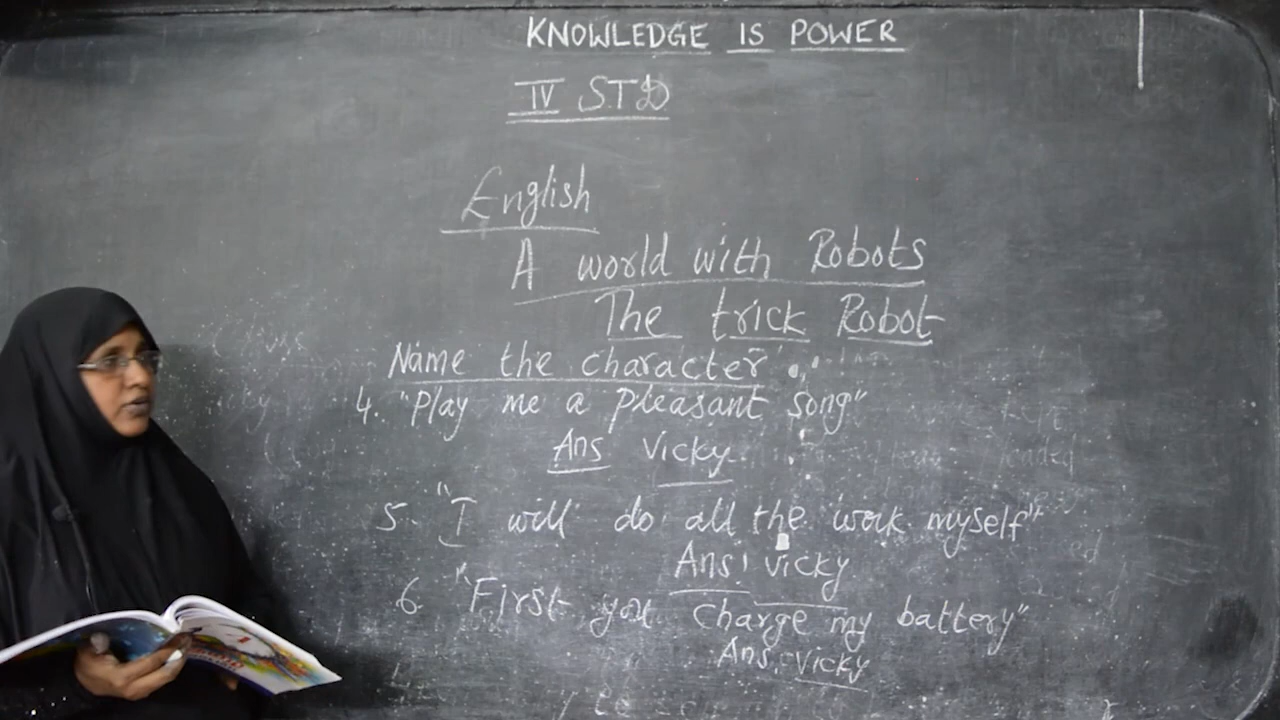 KNOWLEDGE IS POWER
IV STD
English
A world with Robots
The trick Robot
Name the character
4. "Play me a pleasant song"
Ans Vicky
5. "I will do all the work myself"
Ans: Vicky
6. "First you charge my battery"
Ans: Vicky